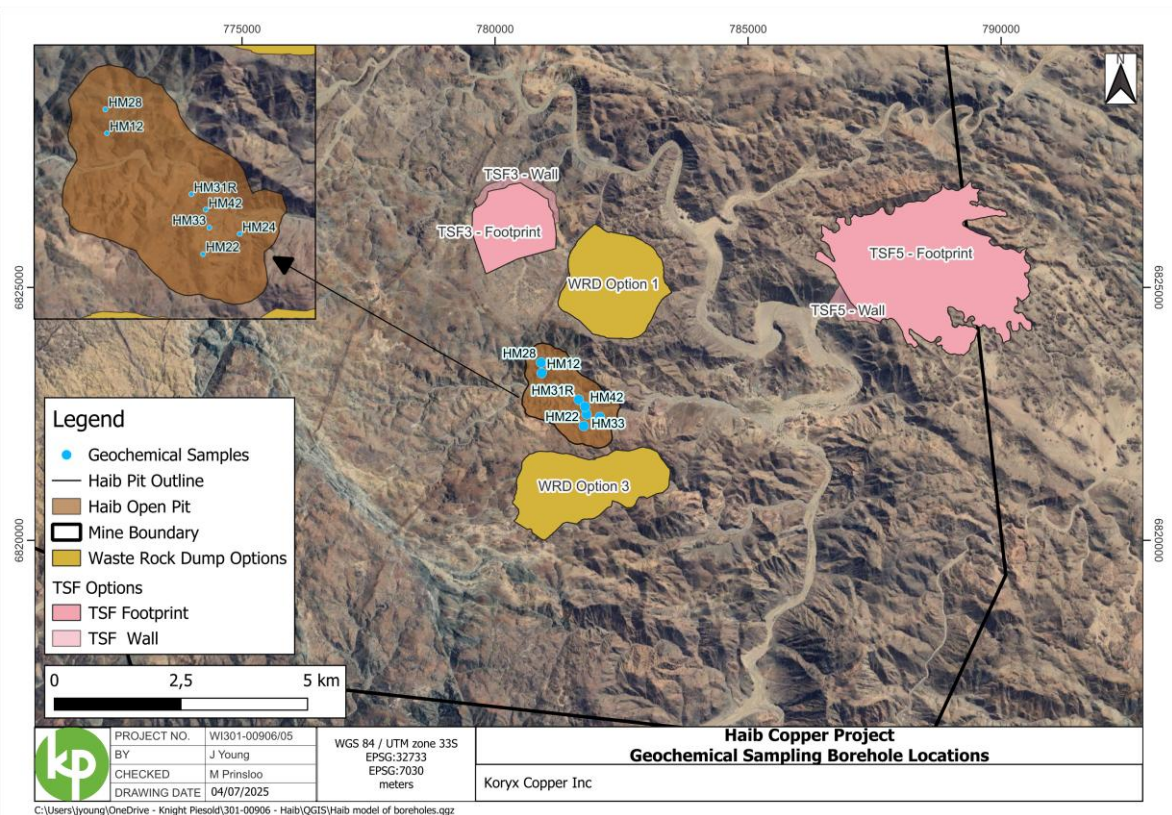 775000
780000
785000
790000
N
HM28
HM12
HM31R
HM42
HM33
HM24
HM22
TSF3 - Wall
TSF3 - Footprint
TSF5 - Footprint
WRD Option 1
TSF5 - Wall
6825000
6825000
HM28
HM12
HM31R
HM42
HM22
HM33
WRD Option 3
6820000
6820000
Legend
Geochemical Samples
Haib Pit Outline
Haib Open Pit
Mine Boundary
Waste Rock Dump Options
TSF Options
TSF Footprint
TSF Wall
0 2,5 5 km
kp
PROJECT NO. WI301-00906/05
BY J Young
CHECKED M Prinsloo
DRAWING DATE 04/07/2025
WGS 84 / UTM zone 33S
EPSG:32733
EPSG:7030
meters
Haib Copper Project
Geochemical Sampling Borehole Locations
Koryx Copper Inc
C:\Users\jyoung\OneDrive - Knight Piesold\301-00906 - Haib\QGIS\Haib model of boreholes.qgz